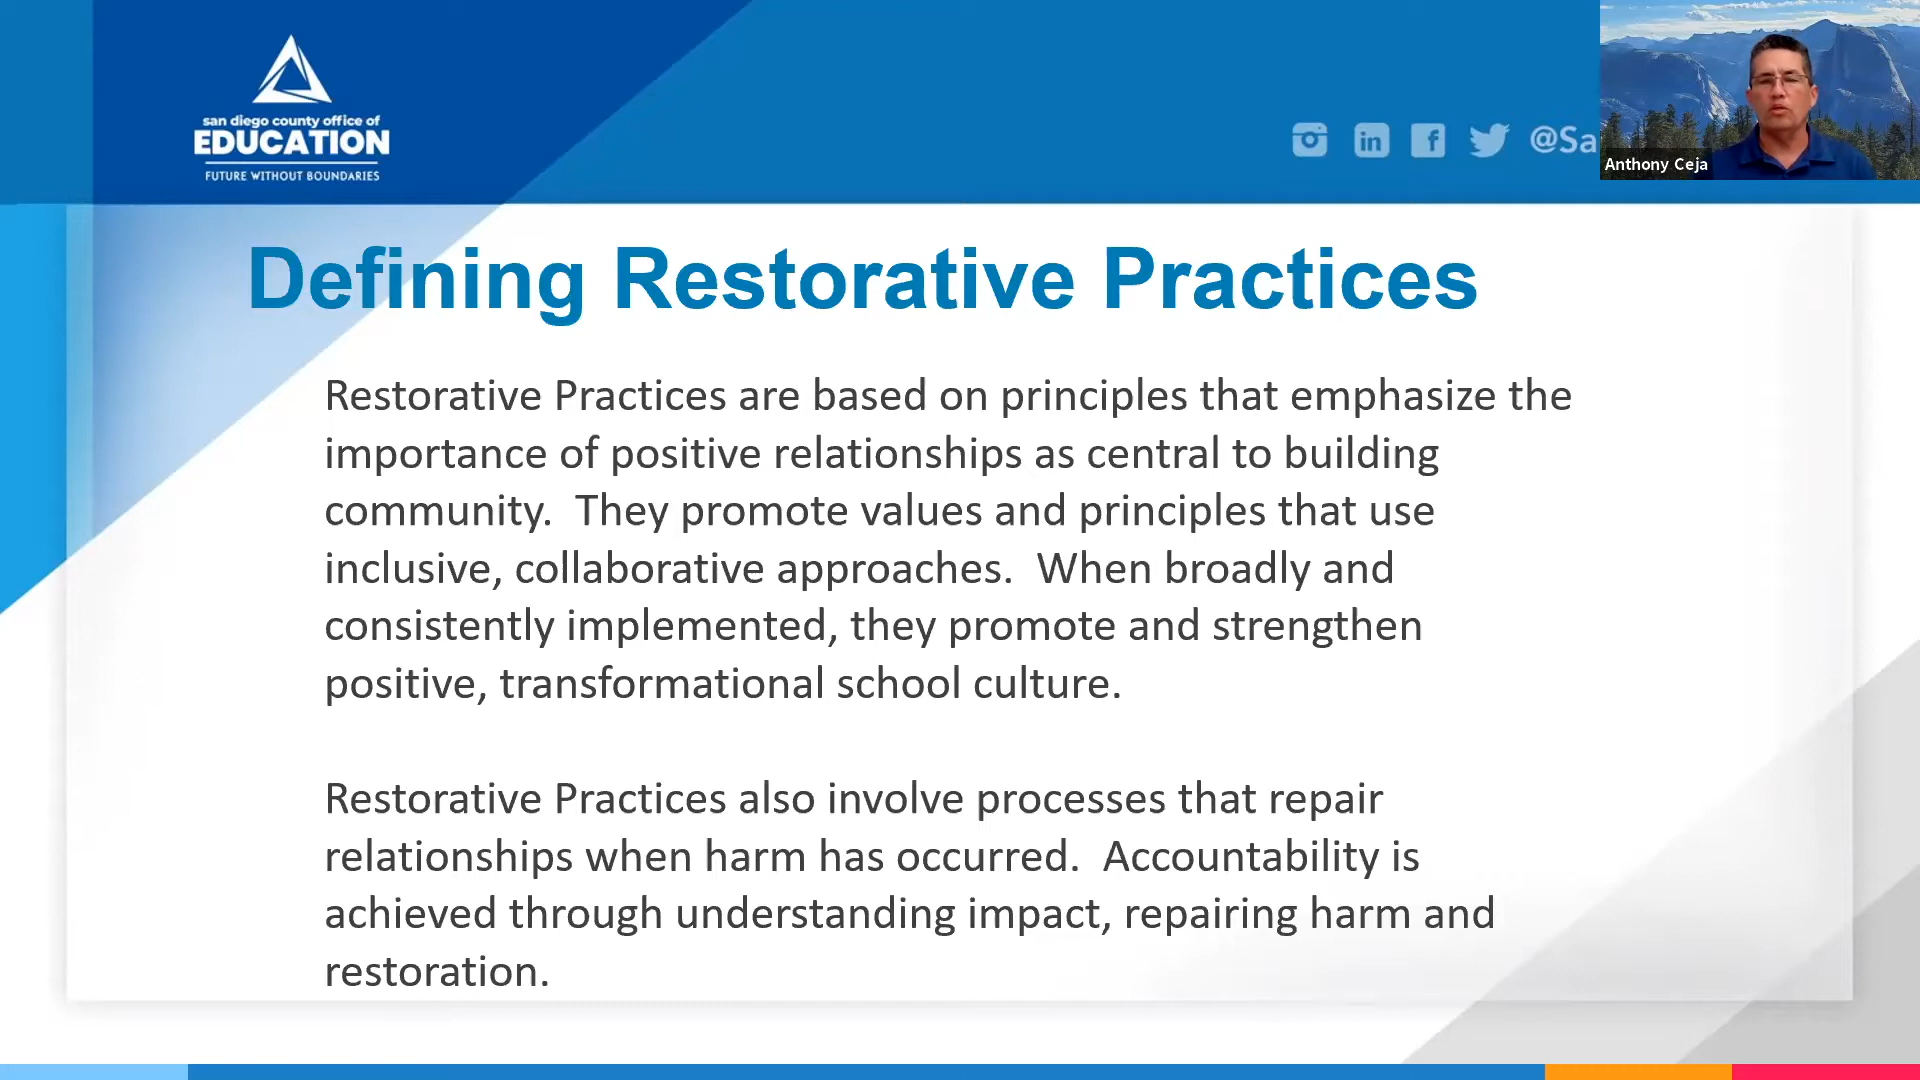 san diego county office of
EDUCATION
FUTURE WITHOUT BOUNDARIES
@Sa
Anthony Ceja
Defining Restorative Practices
Restorative Practices are based on principles that emphasize the
importance of positive relationships as central to building
community.  They promote values and principles that use
inclusive, collaborative approaches.  When broadly and
consistently implemented, they promote and strengthen
positive, transformational school culture.
Restorative Practices also involve processes that repair
relationships when harm has occurred.  Accountability is
achieved through understanding impact, repairing harm and
restoration.